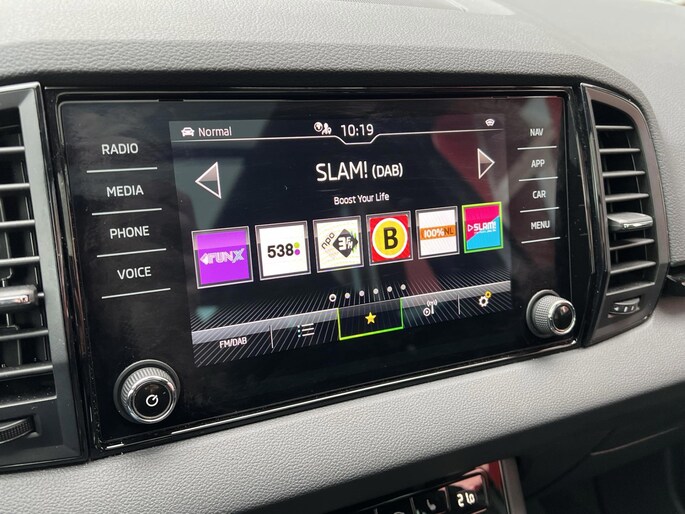 RADIO
MEDIA
PHONE
VOICE
Normal
10:19
SLAM! (DAB)
Boost Your Life
FUNX
538
npo
3FM
B
100%NL
SLAM!
FM/DAB
NAV
APP
CAR
MENU